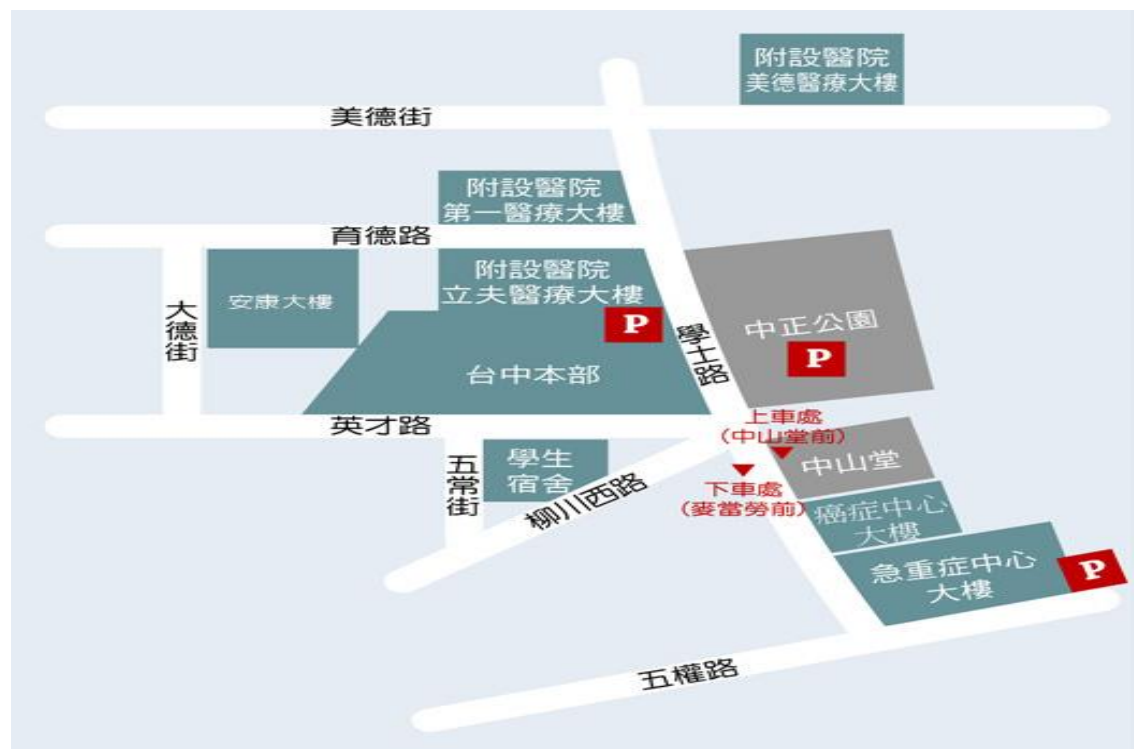 附設醫院
美德醫療大樓
美德街
附設醫院
第一醫療大樓
育德路
附設醫院
立夫醫療大樓
安康大樓
大德街
P
中正公園
P
學士路
台中本部
上車處
(中山堂前)
英才路
中山堂
五常街
學生
宿舍
柳川西路
下車處
(麥當勞前)
癌症中心
大樓
急重症中心
大樓
P
五權路